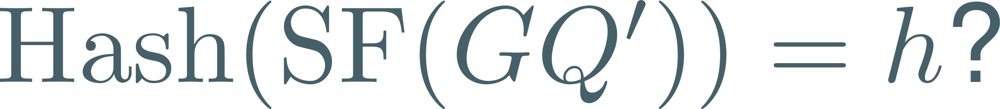 Hash(SF(GQ′)) = h?